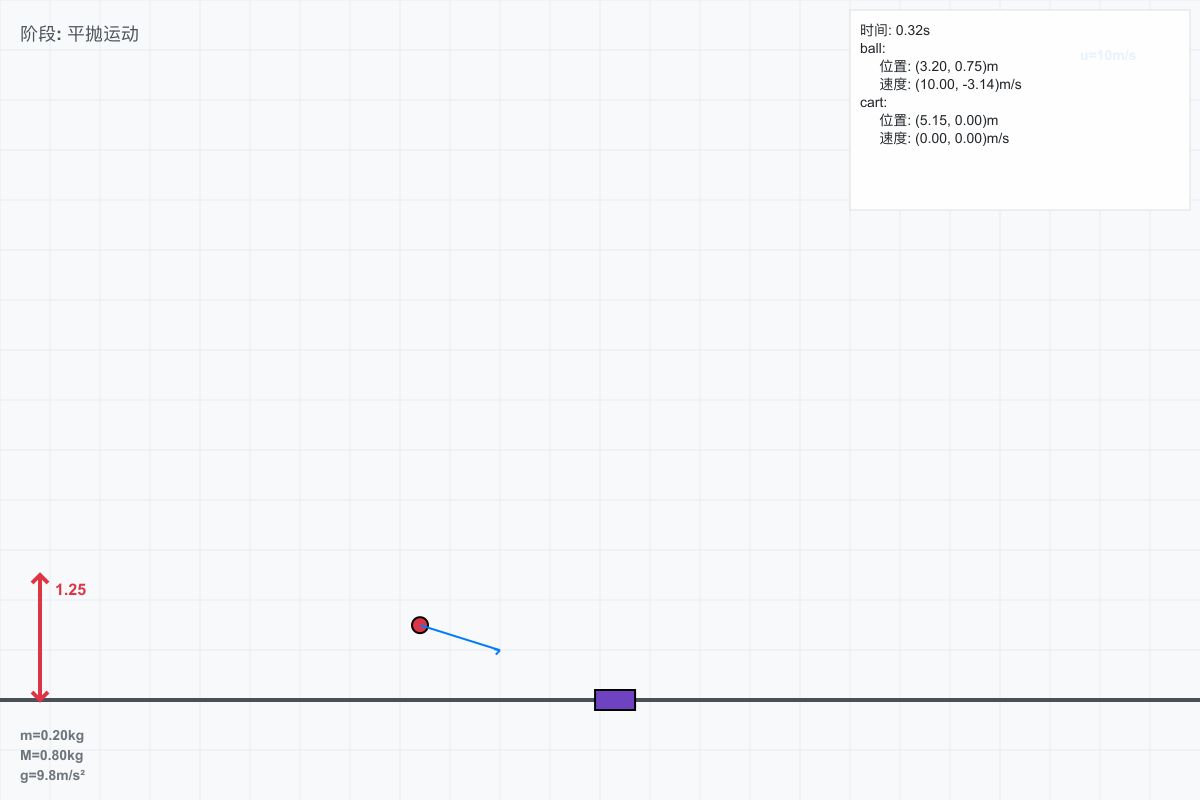 阶段: 平抛运动
时间: 0.32s
ball:
u=10m/s
位置: (3.20, 0.75)m
速度: (10.00, -3.14)m/s
cart:
位置: (5.15, 0.00)m
速度: (0.00, 0.00)m/s
1.25
m=0.20kg
M=0.80kg
g=9.8m/s²